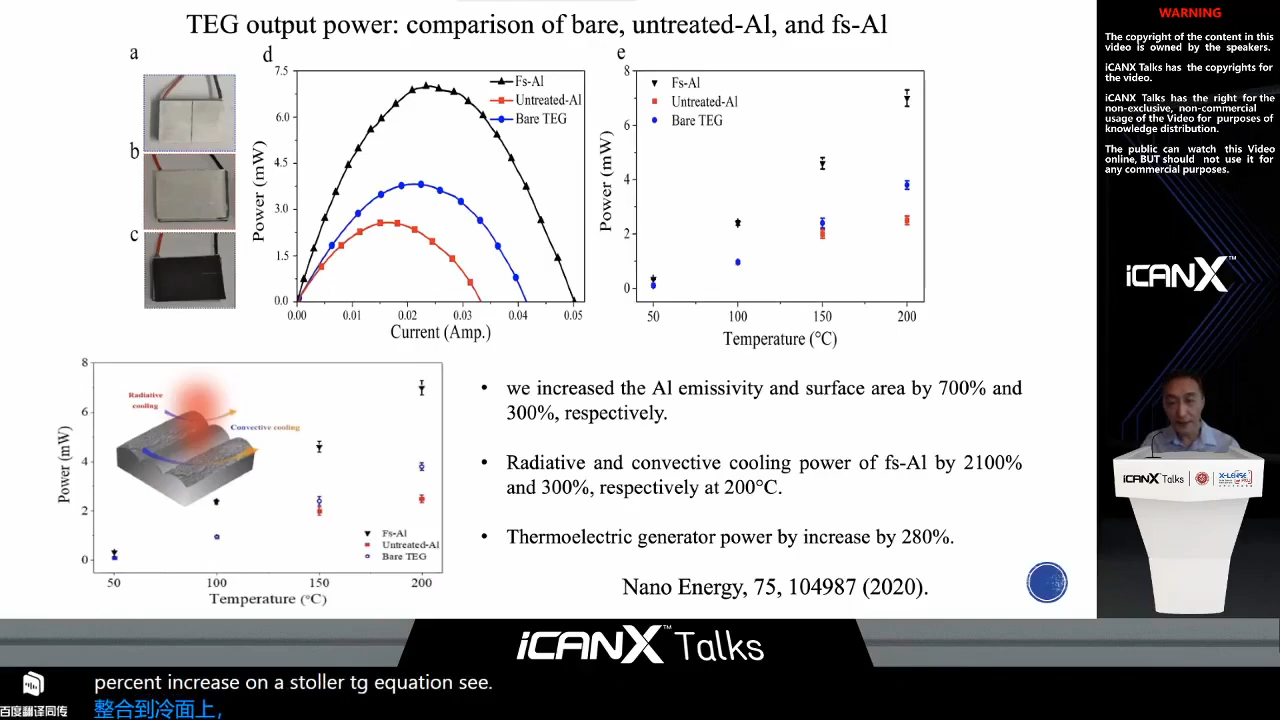 TEG output power: comparison of bare, untreated-Al, and fs-Al
a
b
c
d
7.5
6.0
4.5
3.0
1.5
0.0
Power (mW)
Fs-Al
Untreated-Al
Bare TEG
0.00
0.01
0.02
0.03
0.04
0.05
Current (Amp.)
e
8
6
4
2
0
Power (mW)
Fs-Al
Untreated-Al
Bare TEG
50
100
150
200
Temperature (°C)
8
6
4
2
0
Power (mW)
Radiative
cooling
Convective cooling
Fs-Al
Untreated-Al
Bare TEG
50
100
150
200
Temperature (°C)
• we increased the Al emissivity and surface area by 700% and
300%, respectively.
• Radiative and convective cooling power of fs-Al by 2100%
and 300%, respectively at 200°C.
• Thermoelectric generator power by increase by 280%.
Nano Energy, 75, 104987 (2020).
WARNING
The copyright of the content in this
video is owned by the speakers.
iCANX Talks has the copyrights for
the video.
iCANX Talks has the right for the
non-exclusive, non-commercial
usage of the Video for purposes of
knowledge distribution.
The public can watch this Video
online, BUT should not use it for
any commercial purposes.
iCANX™
iCANX Talks
X-LENSE
iCANX™ Talks
percent increase on a stoller tg equation see.
整合到冷面上,
百度翻译同传